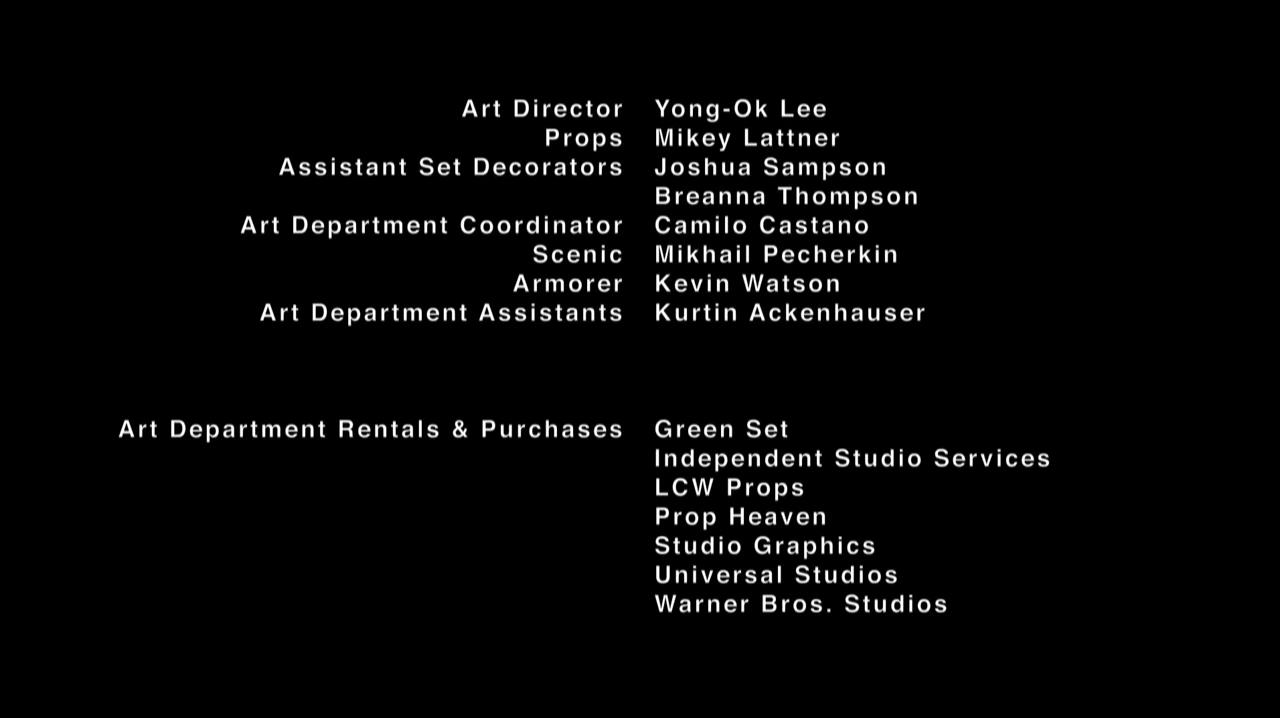 Art Director Yong-Ok Lee
Props Mikey Lattner
Assistant Set Decorators Joshua Sampson
Breanna Thompson
Art Department Coordinator Camilo Castano
Scenic Mikhail Pecherkin
Armorer Kevin Watson
Art Department Assistants Kurtin Ackenhauser
Art Department Rentals & Purchases Green Set
Independent Studio Services
LCW Props
Prop Heaven
Studio Graphics
Universal Studios
Warner Bros. Studios